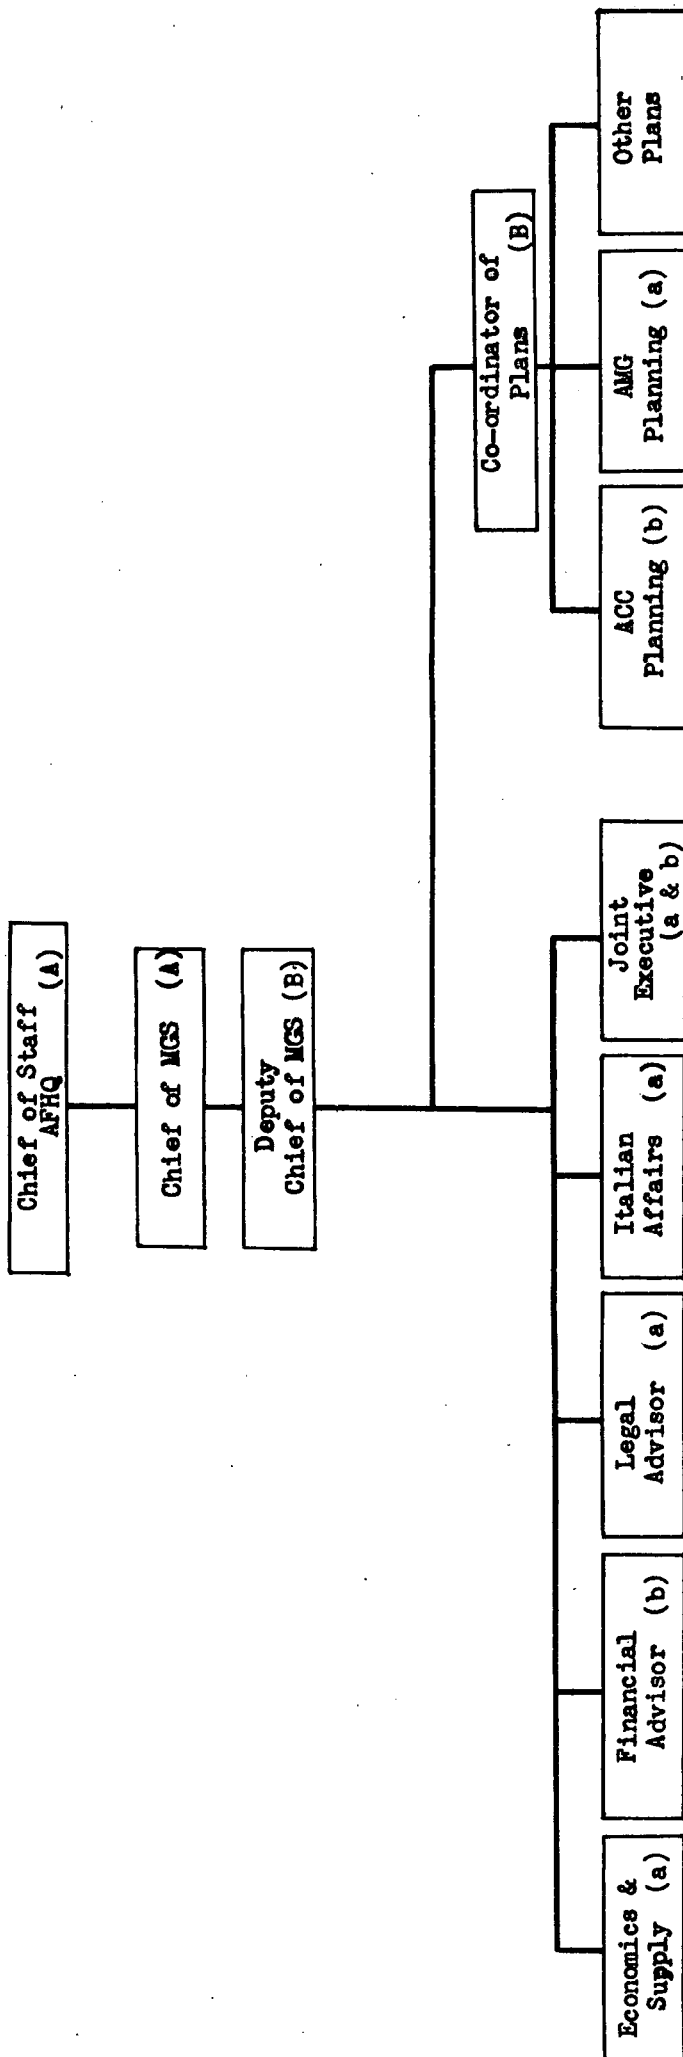 Chief of Staff
AFHQ (A)
Chief of MGS (A)
Deputy
Chief of MGS (B)
Co-ordinator of
Plans (B)
Economics &
Supply (a)
Financial
Advisor (b)
Legal
Advisor (a)
Italian
Affairs (a)
Joint
Executive
(a & b)
ACC
Planning (b)
AMG
Planning (a)
Other
Plans